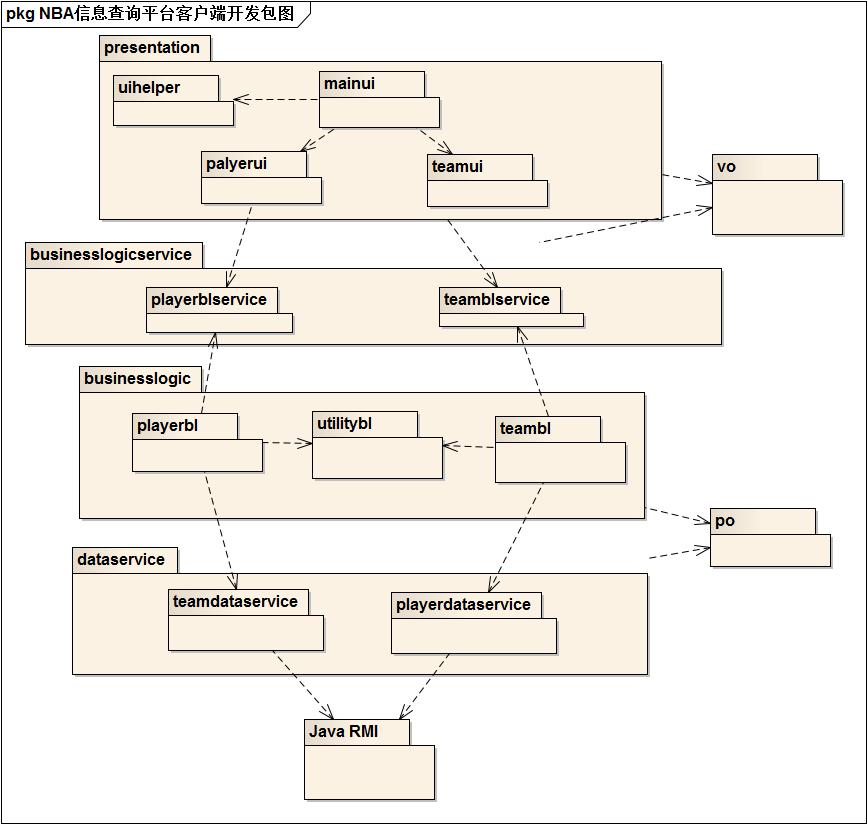 pkg NBA信息查询平台客户端开发包图
presentation
uihelper
mainui
palyerui
teamui
vo
businesslogicservice
playerblservice
teamblservice
businesslogic
playerbl
utilitybl
teambl
po
dataservice
teamdataservice
playerdataservice
Java RMI